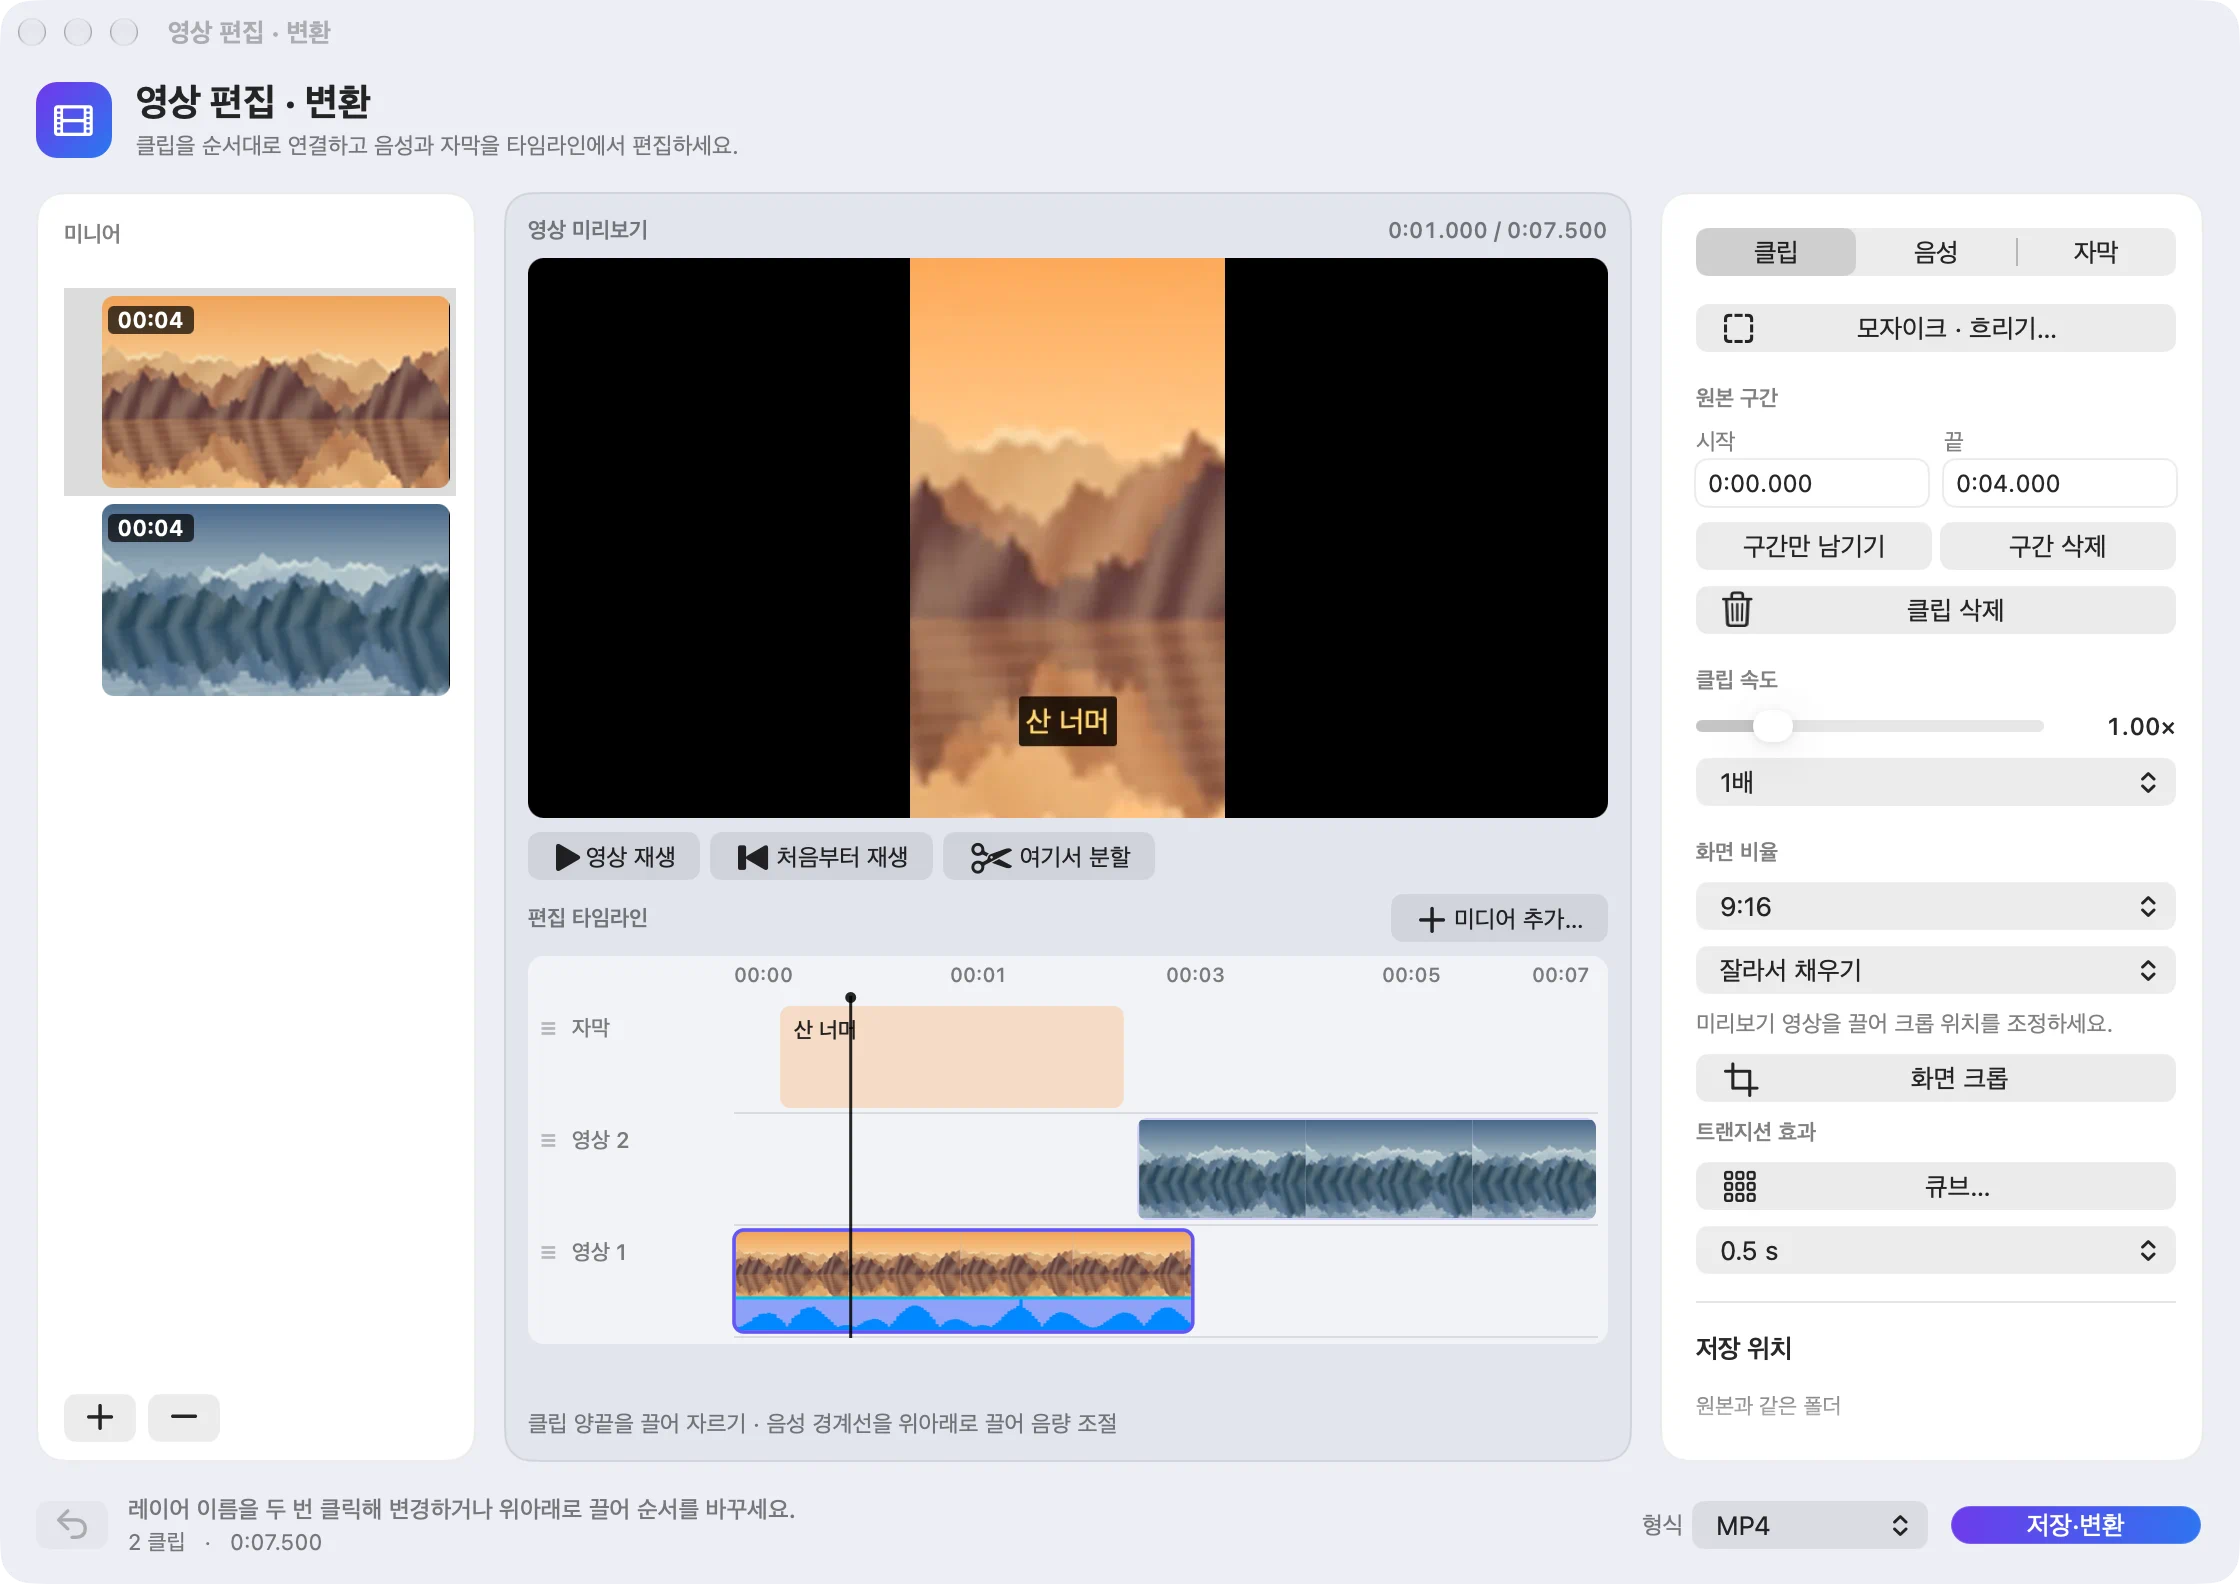 영상 편집 · 변환
영상 편집 · 변환
클립을 순서대로 연결하고 음성과 자막을 타임라인에서 편집하세요.
미니어
00:04
00:04
영상 미리보기
0:01.000 / 0:07.500
산 너머
영상 재생
처음부터 재생
여기서 분할
편집 타임라인
미디어 추가...
00:00 00:01 00:03 00:05 00:07
자막
산 너머
영상 2
영상 1
클립 양끝을 끌어 자르기 · 음성 경계선을 위아래로 끌어 음량 조절
클립 음성 자막
모자이크 · 흐리기...
원본 구간
시작 끝
0:00.000 0:04.000
구간만 남기기 구간 삭제
클립 삭제
클립 속도
1.00×
1배
화면 비율
9:16
잘라서 채우기
미리보기 영상을 끌어 크롭 위치를 조정하세요.
화면 크롭
트랜지션 효과
큐브...
0.5 s
저장 위치
원본과 같은 폴더
레이어 이름을 두 번 클릭해 변경하거나 위아래로 끌어 순서를 바꾸세요.
2 클립 · 0:07.500
형식 MP4
저장·변환